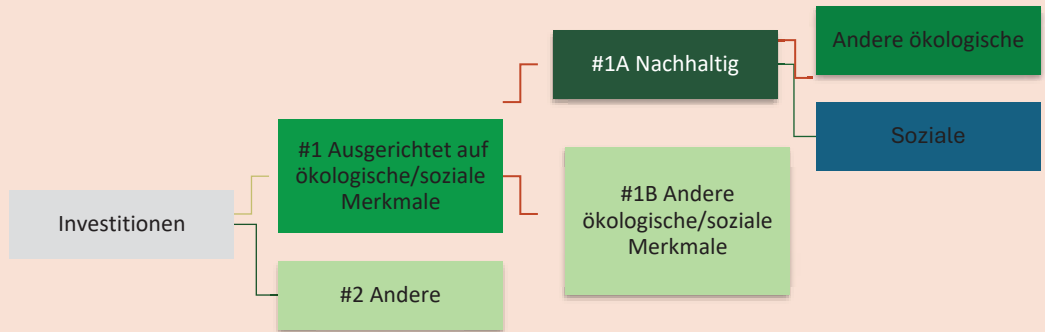 Investitionen
#1 Ausgerichtet auf
ökologische/soziale
Merkmale
#2 Andere
#1A Nachhaltig
#1B Andere
ökologische/soziale
Merkmale
Andere ökologische
Soziale